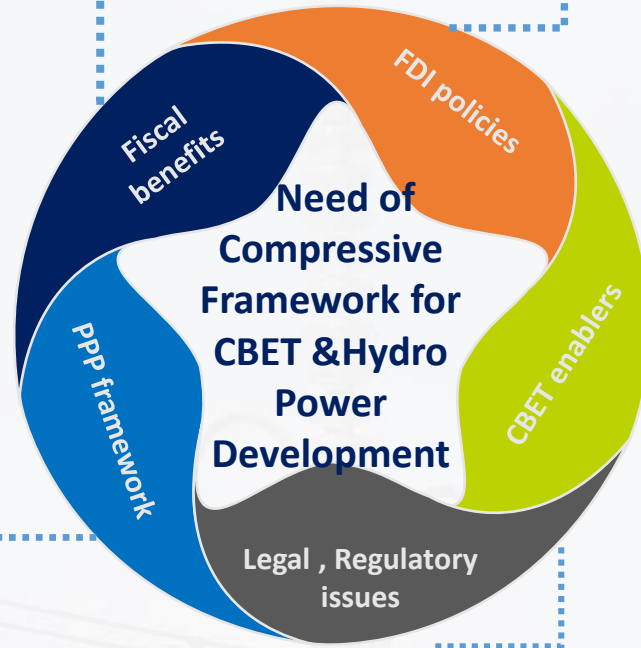 Fiscal
benefits
FDI policies
Need of
Compressive
Framework for
CBET &Hydro
Power
Development
CBET enablers
PPP framework
Legal , Regulatory
issues